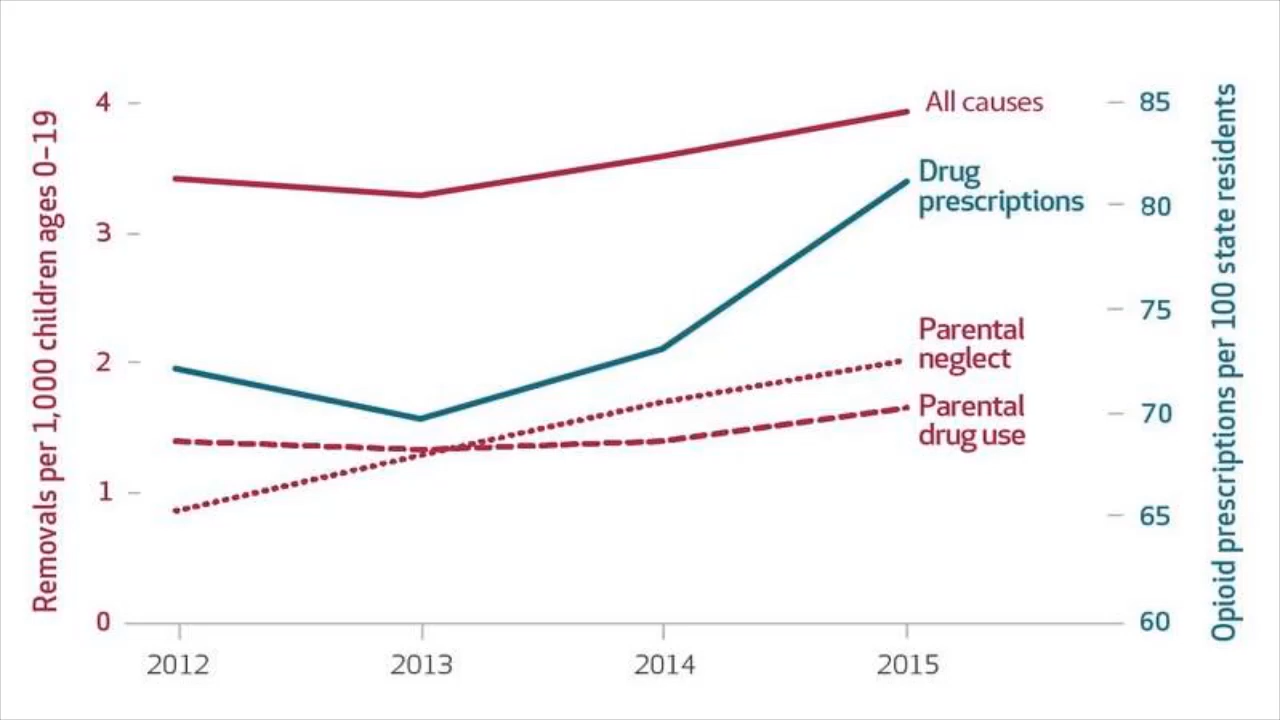 Removals per 1,000 children ages 0–19
4
3
2
1
0
2012
2013
2014
2015
All causes
Drug
prescriptions
Parental
neglect
Parental
drug use
85
80
75
70
65
60
Opioid prescriptions per 100 state residents